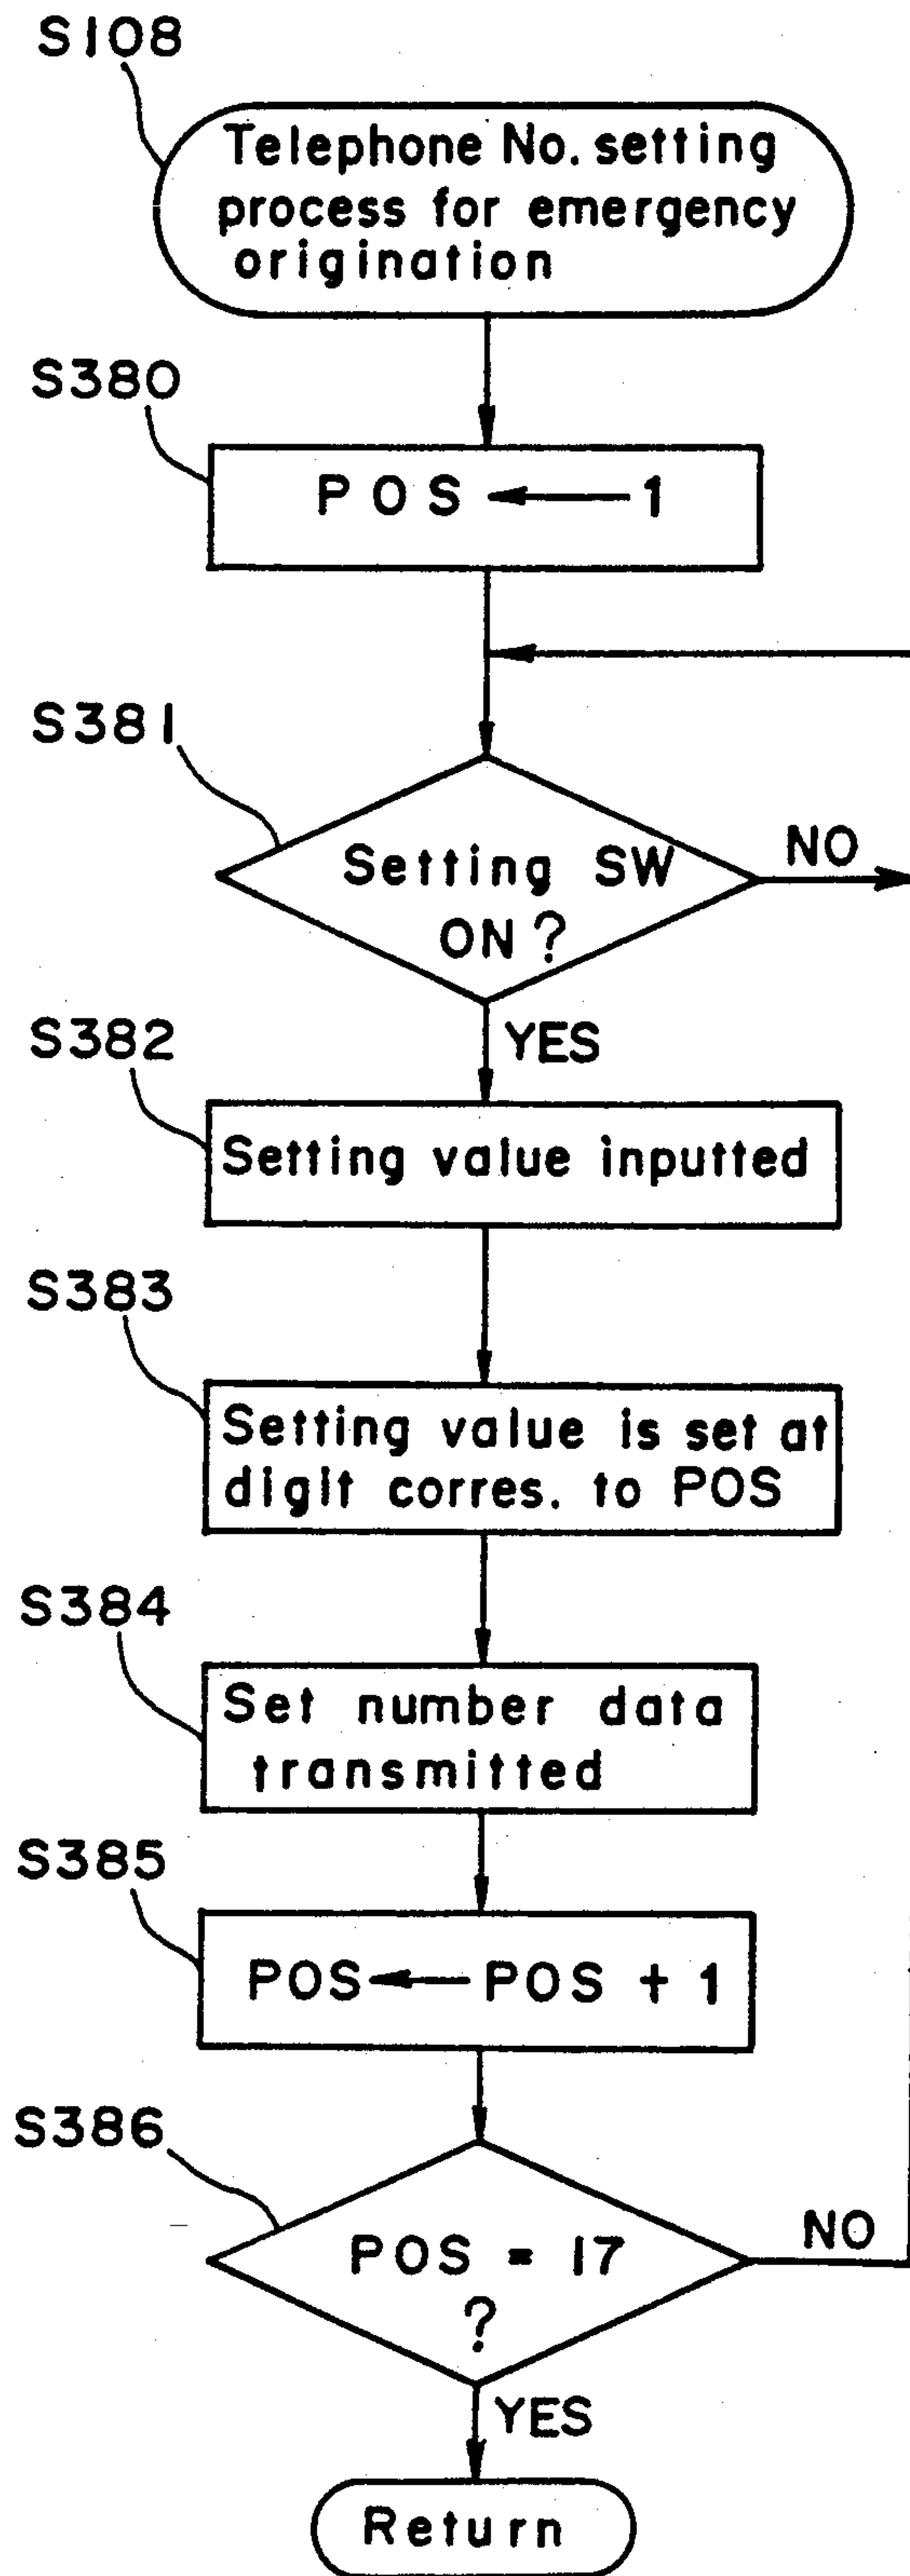 S108
Telephone No. setting
process for emergency
origination
S380
POS ← 1
S381
Setting SW
ON ?
NO
YES
S382
Setting value inputted
S383
Setting value is set at
digit corres. to POS
S384
Set number data
transmitted
S385
POS ← POS + 1
S386
POS = 17
?
NO
YES
Return